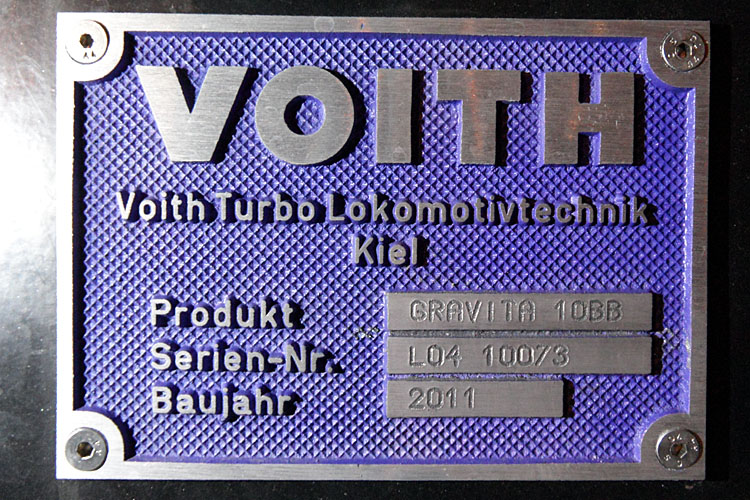 VOITH
Voith Turbo Lokomotivtechnik
Kiel
Produkt GRAVITA 10BB
Serien-Nr. L04 10073
Baujahr 2011